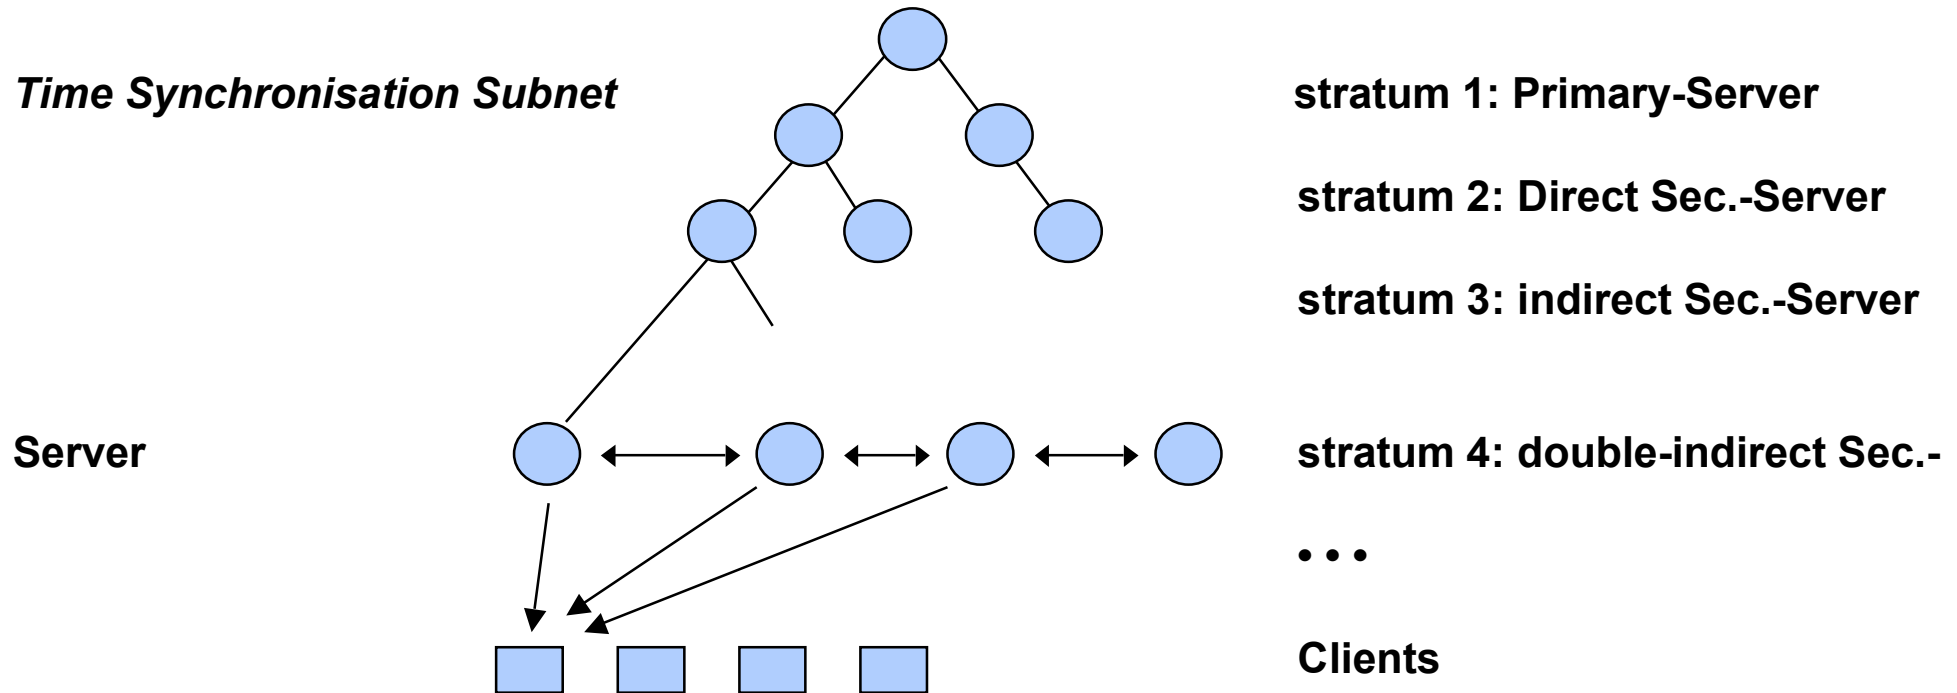 Time Synchronisation Subnet
stratum 1: Primary-Server
stratum 2: Direct Sec.-Server
stratum 3: indirect Sec.-Server
stratum 4: double-indirect Sec.-
Server
• • •
Clients